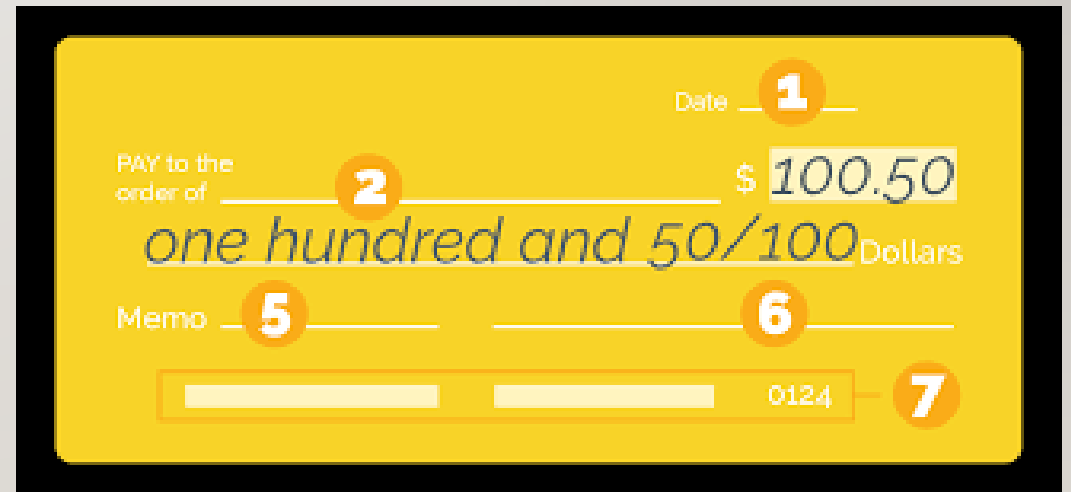 Date 1
PAY to the
order of 2 $ 100.50
one hundred and 50/100 Dollars
Memo 5 6
0124 7